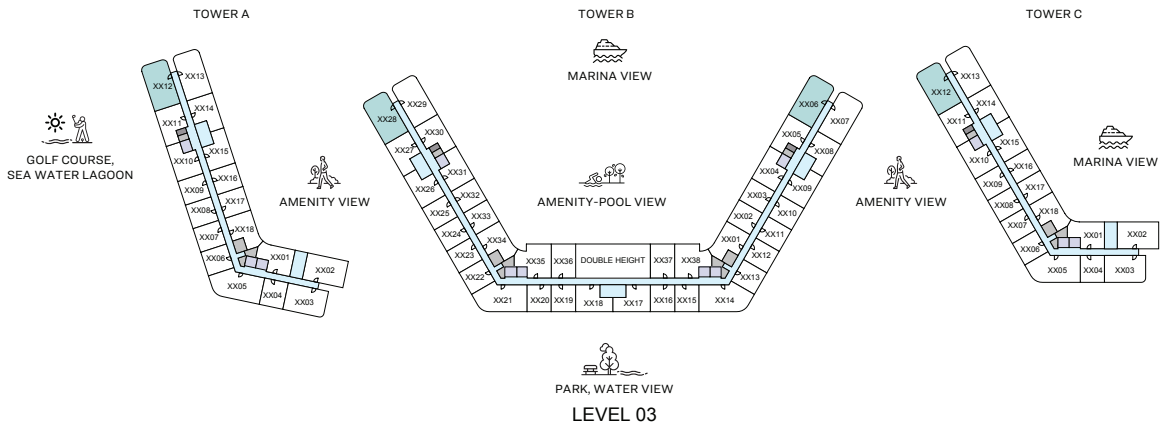 TOWER A
TOWER B
TOWER C
MARINA VIEW
GOLF COURSE,
SEA WATER LAGOON
AMENITY VIEW
AMENITY-POOL VIEW
AMENITY VIEW
MARINA VIEW
XX12
XX13
XX11
XX14
XX10
XX15
XX09
XX16
XX08
XX17
XX07
XX18
XX06
XX01
XX02
XX05
XX04
XX03
XX28
XX29
XX27
XX30
XX26
XX31
XX25
XX32
XX24
XX33
XX23
XX34
XX22
XX35
XX36
DOUBLE HEIGHT
XX37
XX38
XX21
XX20
XX19
XX18
XX17
XX16
XX15
XX14
XX06
XX07
XX05
XX08
XX04
XX09
XX03
XX10
XX02
XX11
XX01
XX12
XX13
XX12
XX13
XX11
XX14
XX10
XX15
XX09
XX16
XX08
XX17
XX07
XX18
XX06
XX01
XX02
XX05
XX04
XX03
PARK, WATER VIEW
LEVEL 03